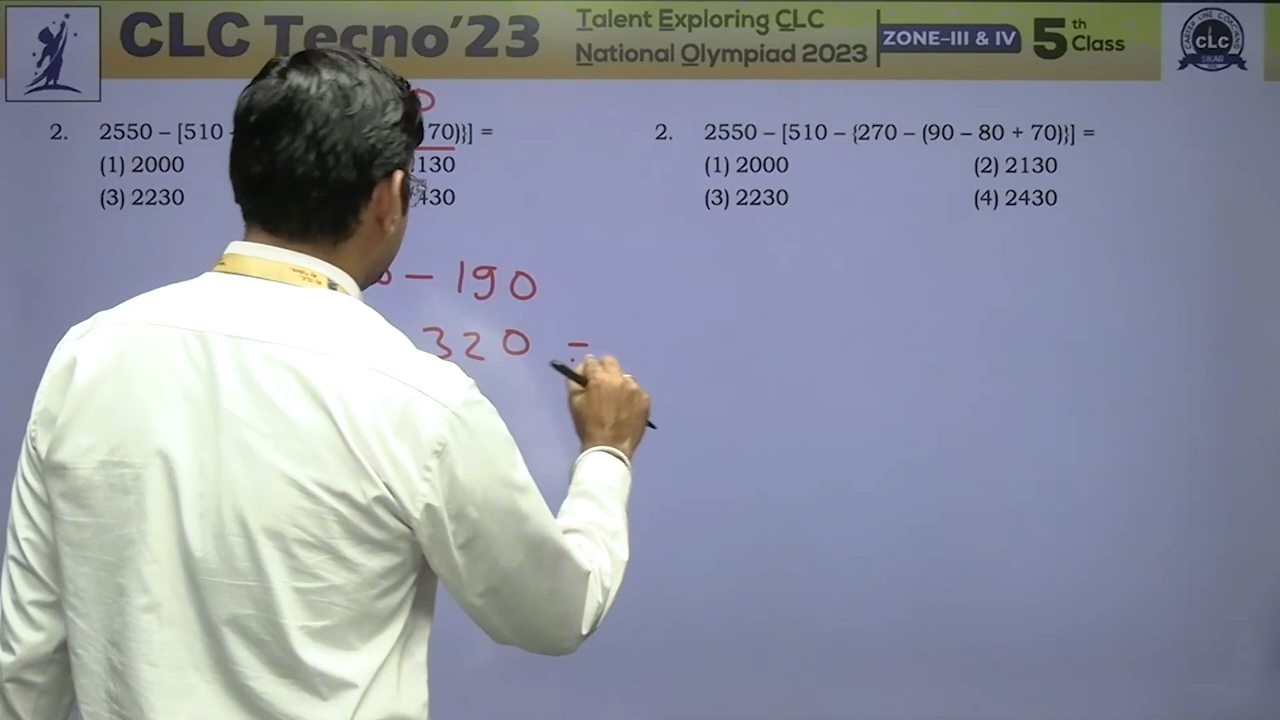 CLC Tecno'23
Talent Exploring CLC
National Olympiad 2023
ZONE–III & IV
5th Class
CLC
SIKAR
2. 2550 – [510 70)}] =
(1) 2000 130
(3) 2230 430
– 190
320 =
2. 2550 – [510 – {270 – (90 – 80 + 70)}] =
(1) 2000 (2) 2130
(3) 2230 (4) 2430